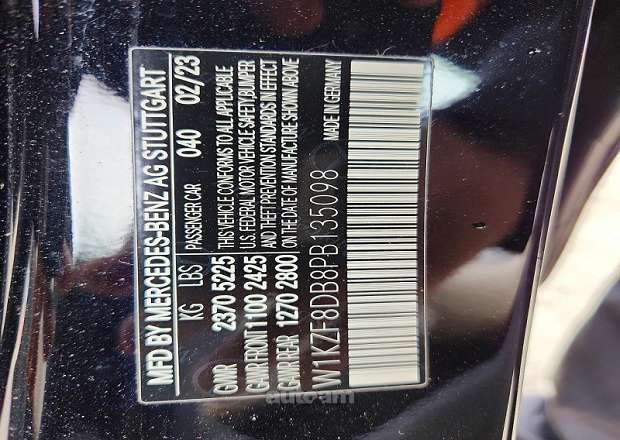 MFD BY MERCEDES-BENZ AG STUTTGART
KG LBS PASSENGER CAR 040 02/23
GVWR 2370 5225 THIS VEHICLE CONFORMS TO ALL APPLICABLE
GAWR FRONT 1100 2425 U.S. FEDERAL MOTOR VEHICLE SAFETY, BUMPER
AND THEFT PREVENTION STANDARDS IN EFFECT
GAWR REAR 1270 2800 ON THE DATE OF MANUFACTURE SHOWN ABOVE
W1KZF8DB8PB135098 MADE IN GERMANY
auto.am